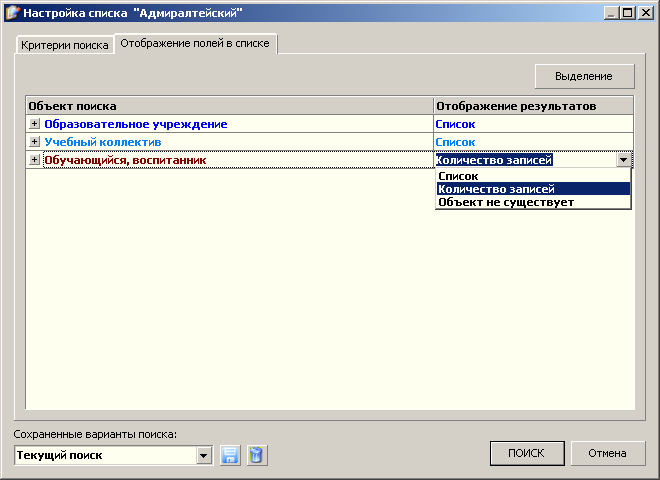 Настройка списка "Адмиралтейский"
Критерии поиска Отображение полей в списке
Выделение
Объект поиска Отображение результатов
Образовательное учреждение Список
Учебный коллектив Список
Обучающийся, воспитанник Количество записей
Список
Количество записей
Объект не существует
Сохраненные варианты поиска:
Текущий поиск ПОИСК Отмена